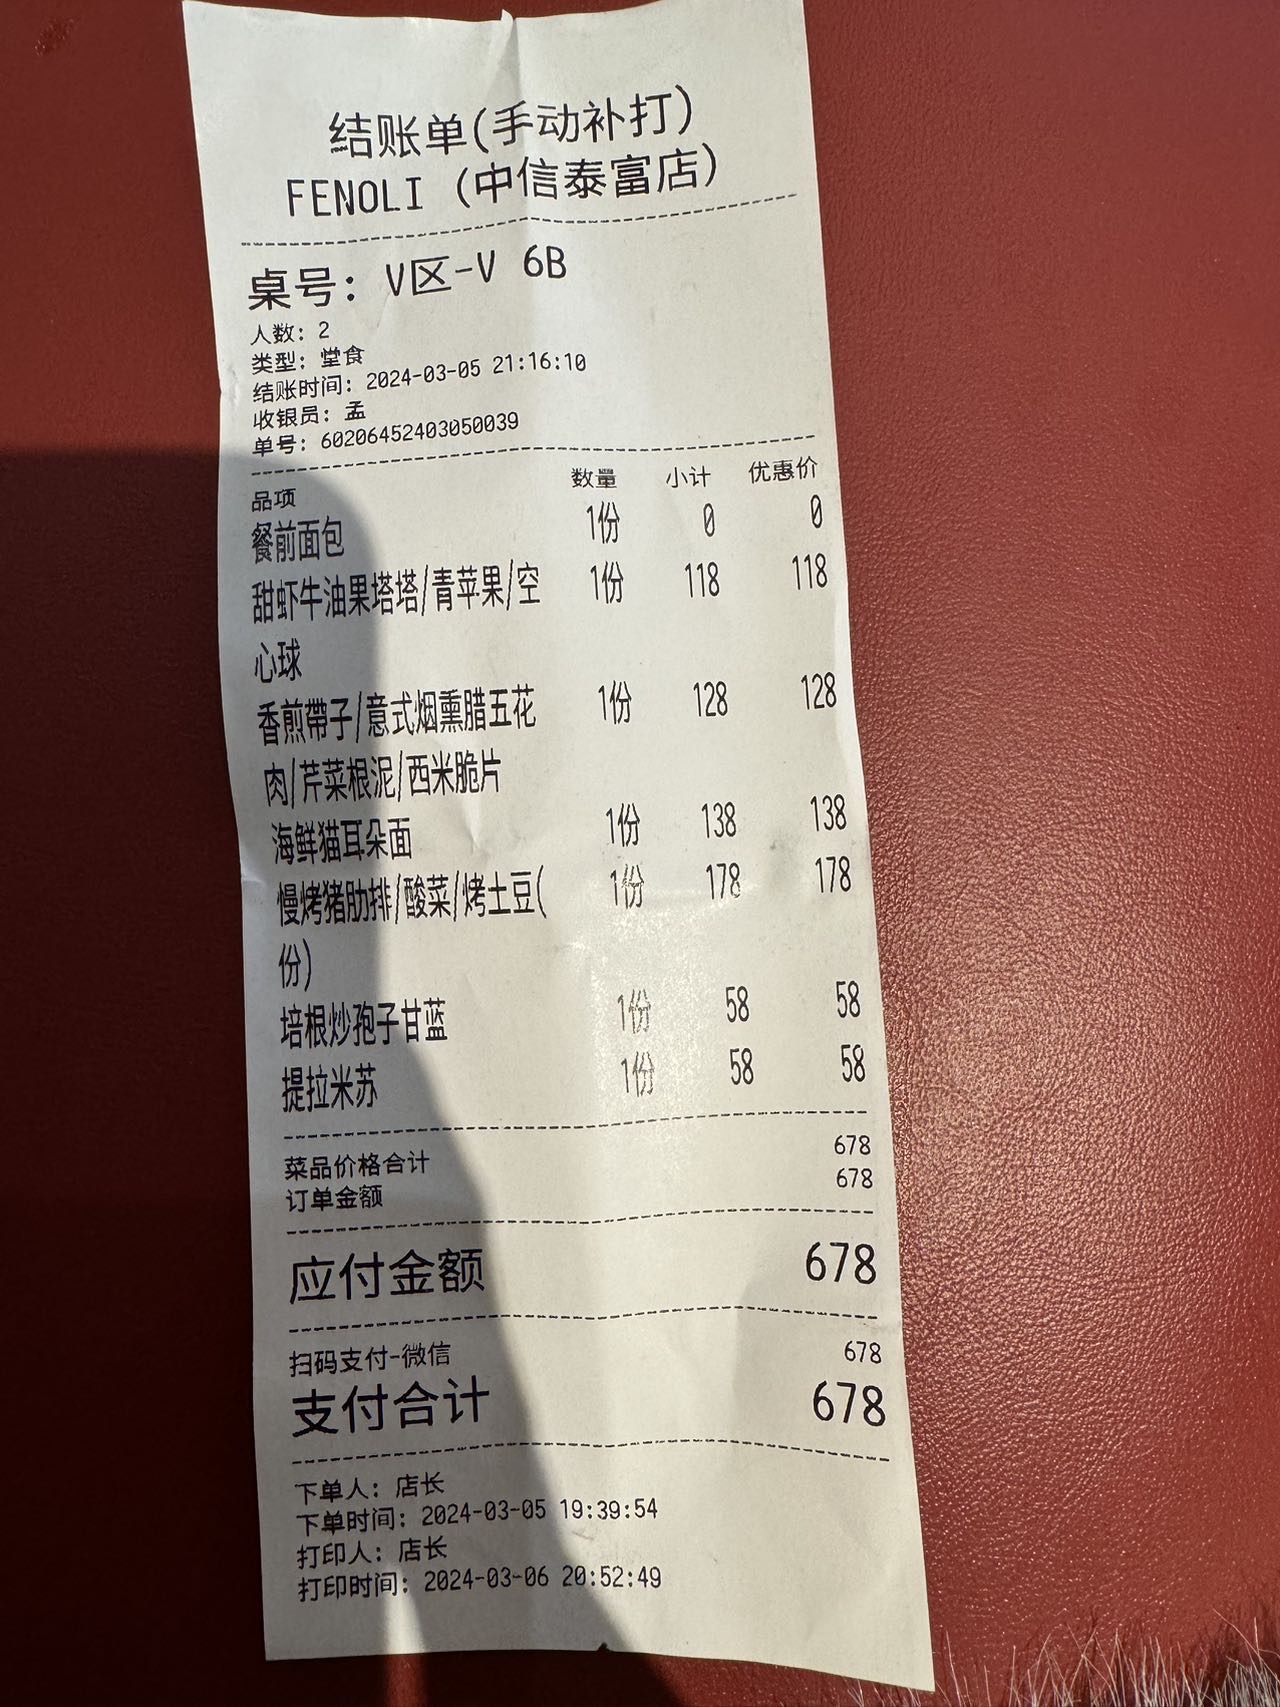 结账单(手动补打)
FENOLI (中信泰富店)
桌号: V区-V 6B
人数: 2
类型: 堂食
结账时间: 2024-03-05 21:16:10
收银员: 孟
单号: 60206452403050039
品项 数量 小计 优惠价
餐前面包 1份 0 0
甜虾牛油果塔塔/青苹果/空 1份 118 118
心球
香煎帶子/意式烟熏腊五花 1份 128 128
肉/芹菜根泥/西米脆片
海鲜猫耳朵面 1份 138 138
慢烤猪肋排/酸菜/烤土豆( 1份 178 178
份)
培根炒孢子甘蓝 1份 58 58
提拉米苏 1份 58 58
菜品价格合计 678
订单金额 678
应付金额 678
扫码支付-微信 678
支付合计 678
下单人: 店长
下单时间: 2024-03-05 19:39:54
打印人: 店长
打印时间: 2024-03-06 20:52:49